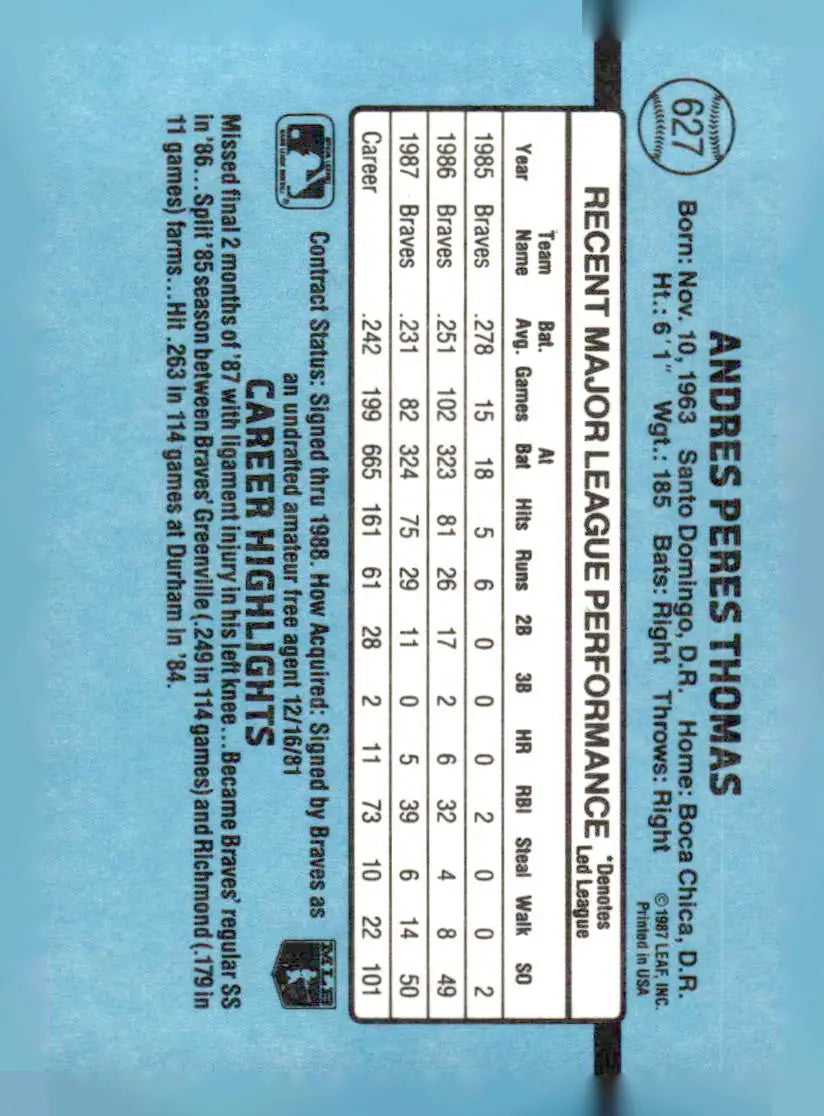 627
ANDRES PERES THOMAS
Born: Nov. 10, 1963 Santo Domingo, D.R. Home: Boca Chica, D.R.
Ht.: 6'1" Wgt.: 185 Bats: Right Throws: Right
©1987 LEAF, INC.
Printed in USA
RECENT MAJOR LEAGUE PERFORMANCE
*Denotes
Led League
Year Team Name Bat. Avg. Games At Bat Hits Runs 2B 3B HR RBI Steal Walk SO
1985 Braves .278 15 18 5 6 0 0 0 2 0 0 2
1986 Braves .251 102 323 81 26 17 2 6 32 4 8 49
1987 Braves .231 82 324 75 29 11 0 5 39 6 14 50
Career .242 199 665 161 61 28 2 11 73 10 22 101
Contract Status: Signed thru 1988. How Acquired: Signed by Braves as
an undrafted amateur free agent 12/16/81
MLB
CAREER HIGHLIGHTS
Missed final 2 months of '87 with ligament injury in his left knee...Became Braves' regular SS
in '86...Split '85 season between Braves' Greenville (.249 in 114 games) and Richmond (.179 in
11 games) farms...Hit .263 in 114 games at Durham in '84.